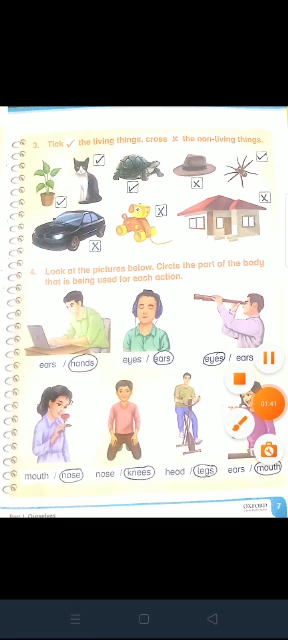 3. Tick ✓ the living things, cross ✗ the non-living things.
4. Look at the pictures below. Circle the part of the body
that is being used for each action.
ears / hands
eyes / ears
eyes / ears
01:41
mouth / nose
nose / knees
head / legs
ears / mouth
OXFORD
7
Ourselves